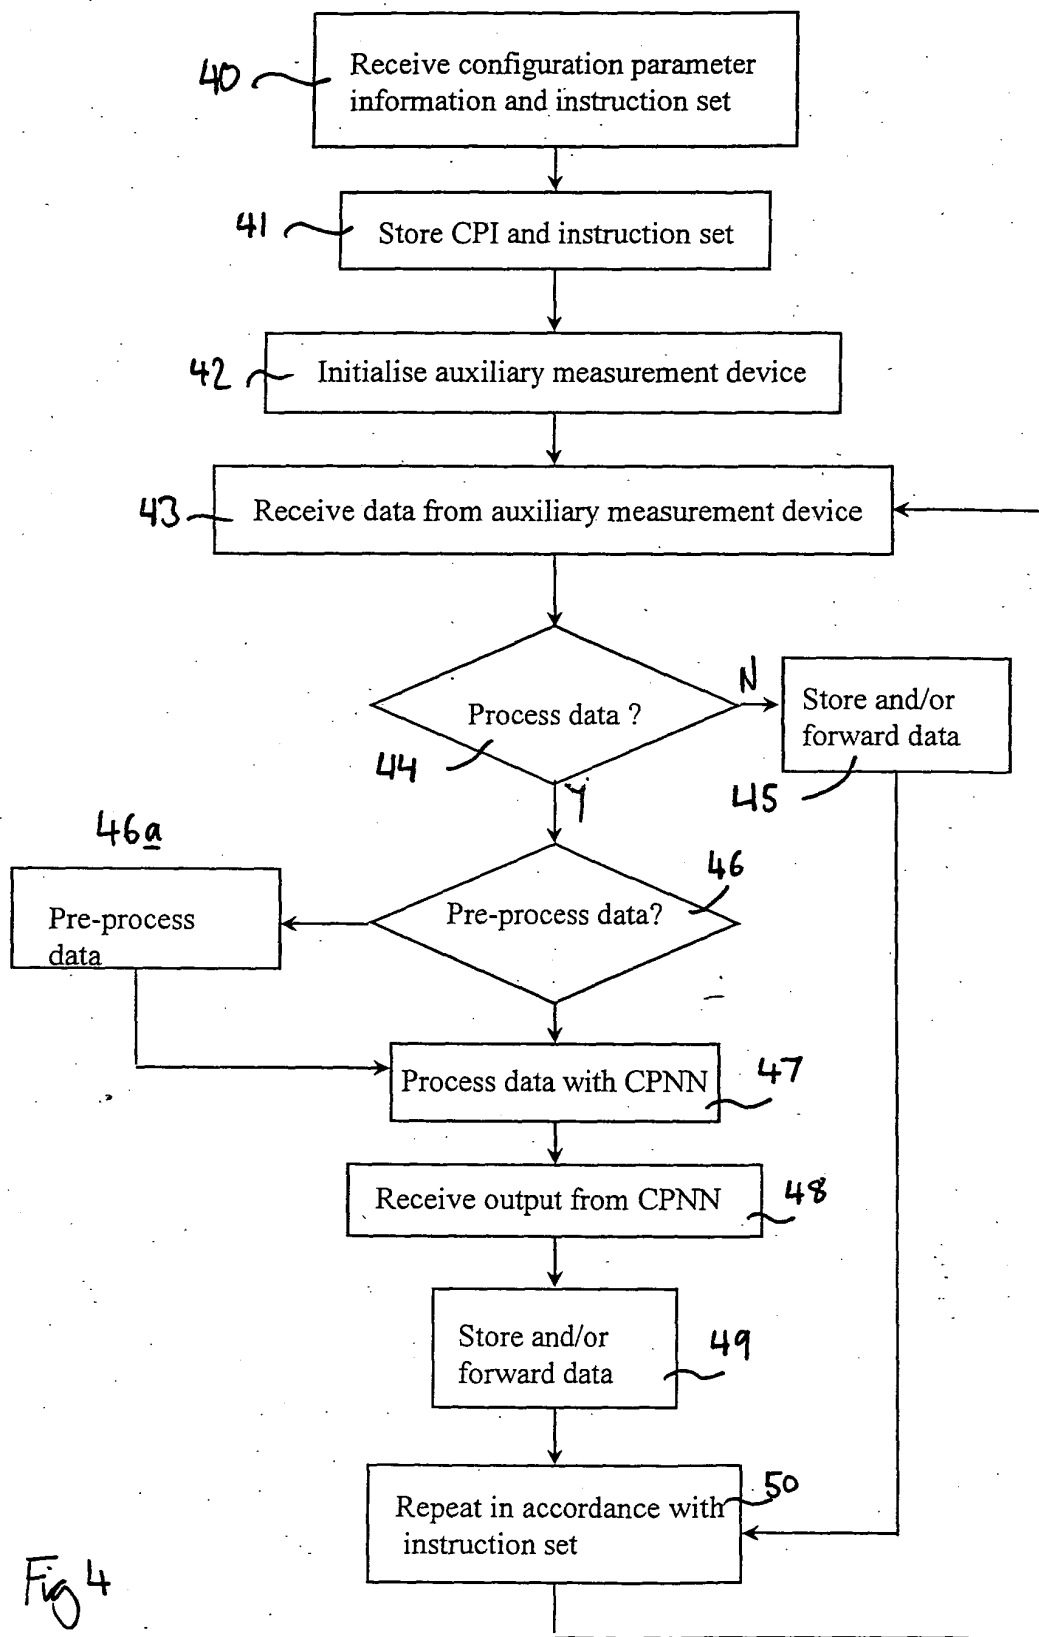 40
Receive configuration parameter
information and instruction set
41
Store CPI and instruction set
42
Initialise auxiliary measurement device
43
Receive data from auxiliary measurement device
Process data ?
44
N
Store and/or
forward data
45
Y
46a
Pre-process
data
Pre-process data?
46
Process data with CPNN
47
Receive output from CPNN
48
Store and/or
forward data
49
Repeat in accordance with
instruction set
50
Fig 4